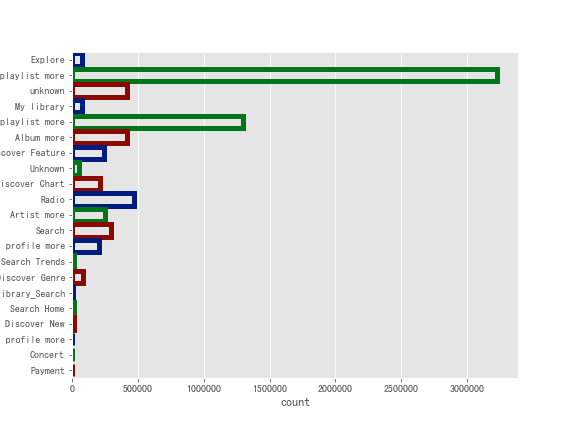 Explore
playlist more
unknown
My library
playlist more
Album more
cover Feature
Unknown
iscover Chart
Radio
Artist more
Search
profile more
Search Trends
Discover Genre
ibrary_Search
Search Home
Discover New
profile more
Concert
Payment
0 500000 1000000 1500000 2000000 2500000 3000000
count